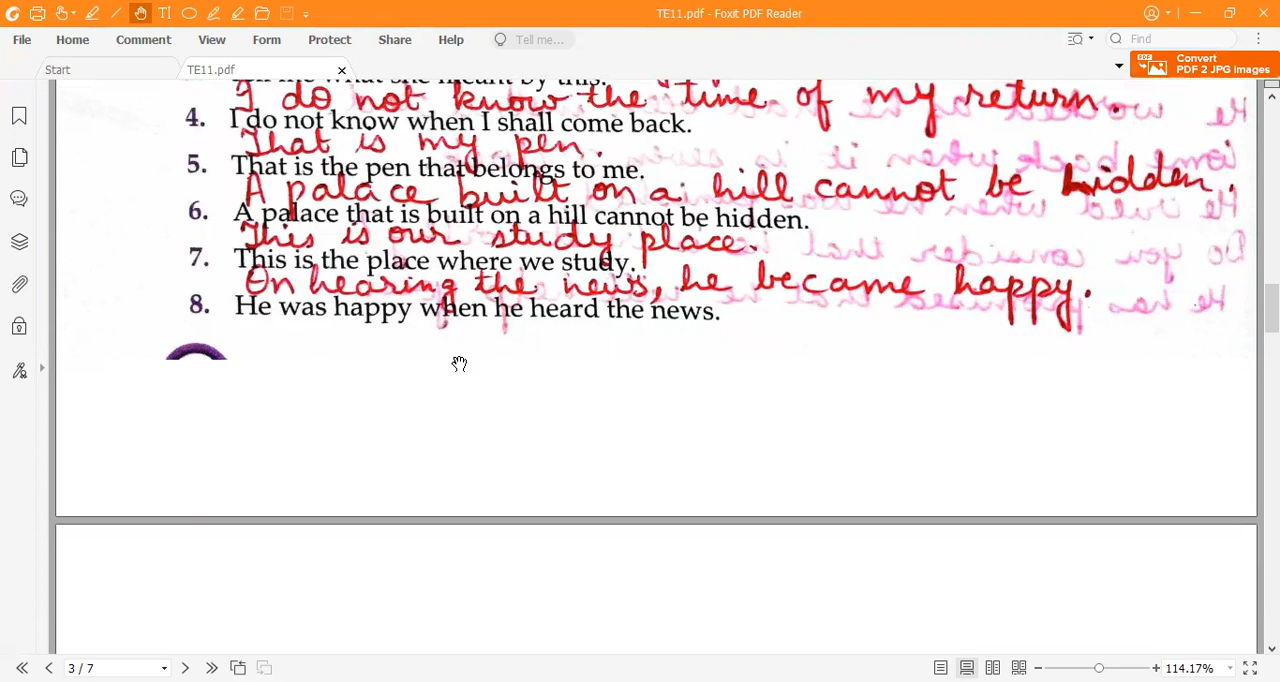 TE11.pdf - Foxit PDF Reader
File Home Comment View Form Protect Share Help Tell me... Find
Start TE11.pdf
Convert
PDF 2 JPG Images
what she meant by this.
I do not know the time of my return.
4. I do not know when I shall come back.
That is my pen.
5. That is the pen that belongs to me.
A palace built on a hill cannot be hidden.
6. A palace that is built on a hill cannot be hidden.
This is our study place.
7. This is the place where we study.
On hearing the news, he became happy.
8. He was happy when he heard the news.
3 / 7
114.17%